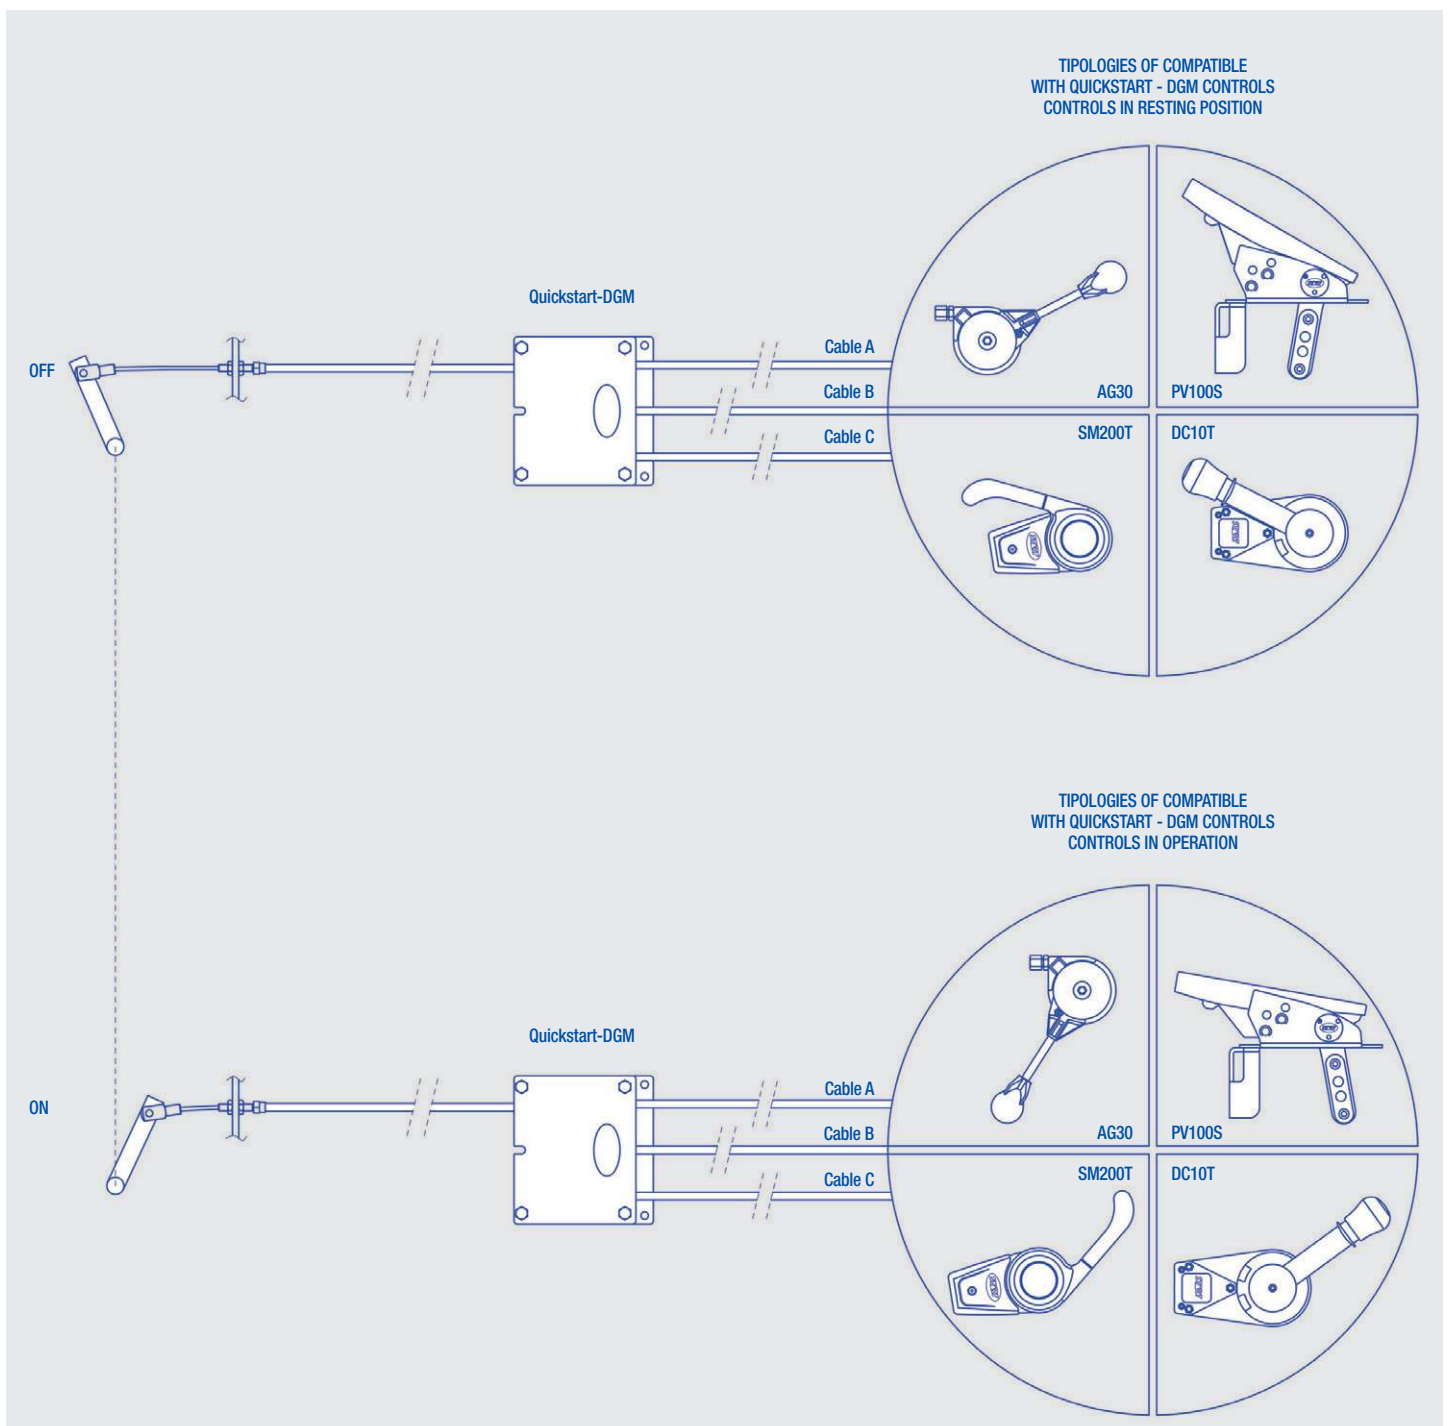 TIPOLOGIES OF COMPATIBLE
WITH QUICKSTART - DGM CONTROLS
CONTROLS IN RESTING POSITION
Quickstart-DGM
OFF
Cable A
Cable B
Cable C
AG30
PV100S
SM200T
DC10T
TIPOLOGIES OF COMPATIBLE
WITH QUICKSTART - DGM CONTROLS
CONTROLS IN OPERATION
Quickstart-DGM
ON
Cable A
Cable B
Cable C
AG30
PV100S
SM200T
DC10T